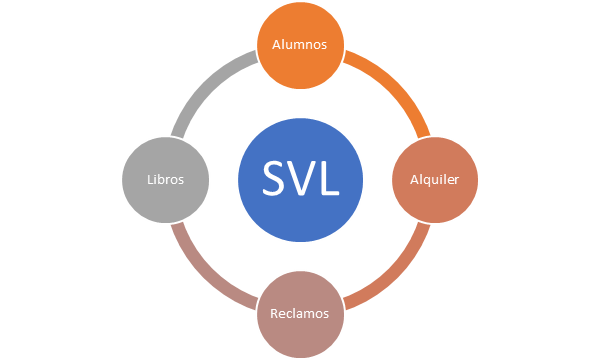 Alumnos
Libros
SVL
Alquiler
Reclamos